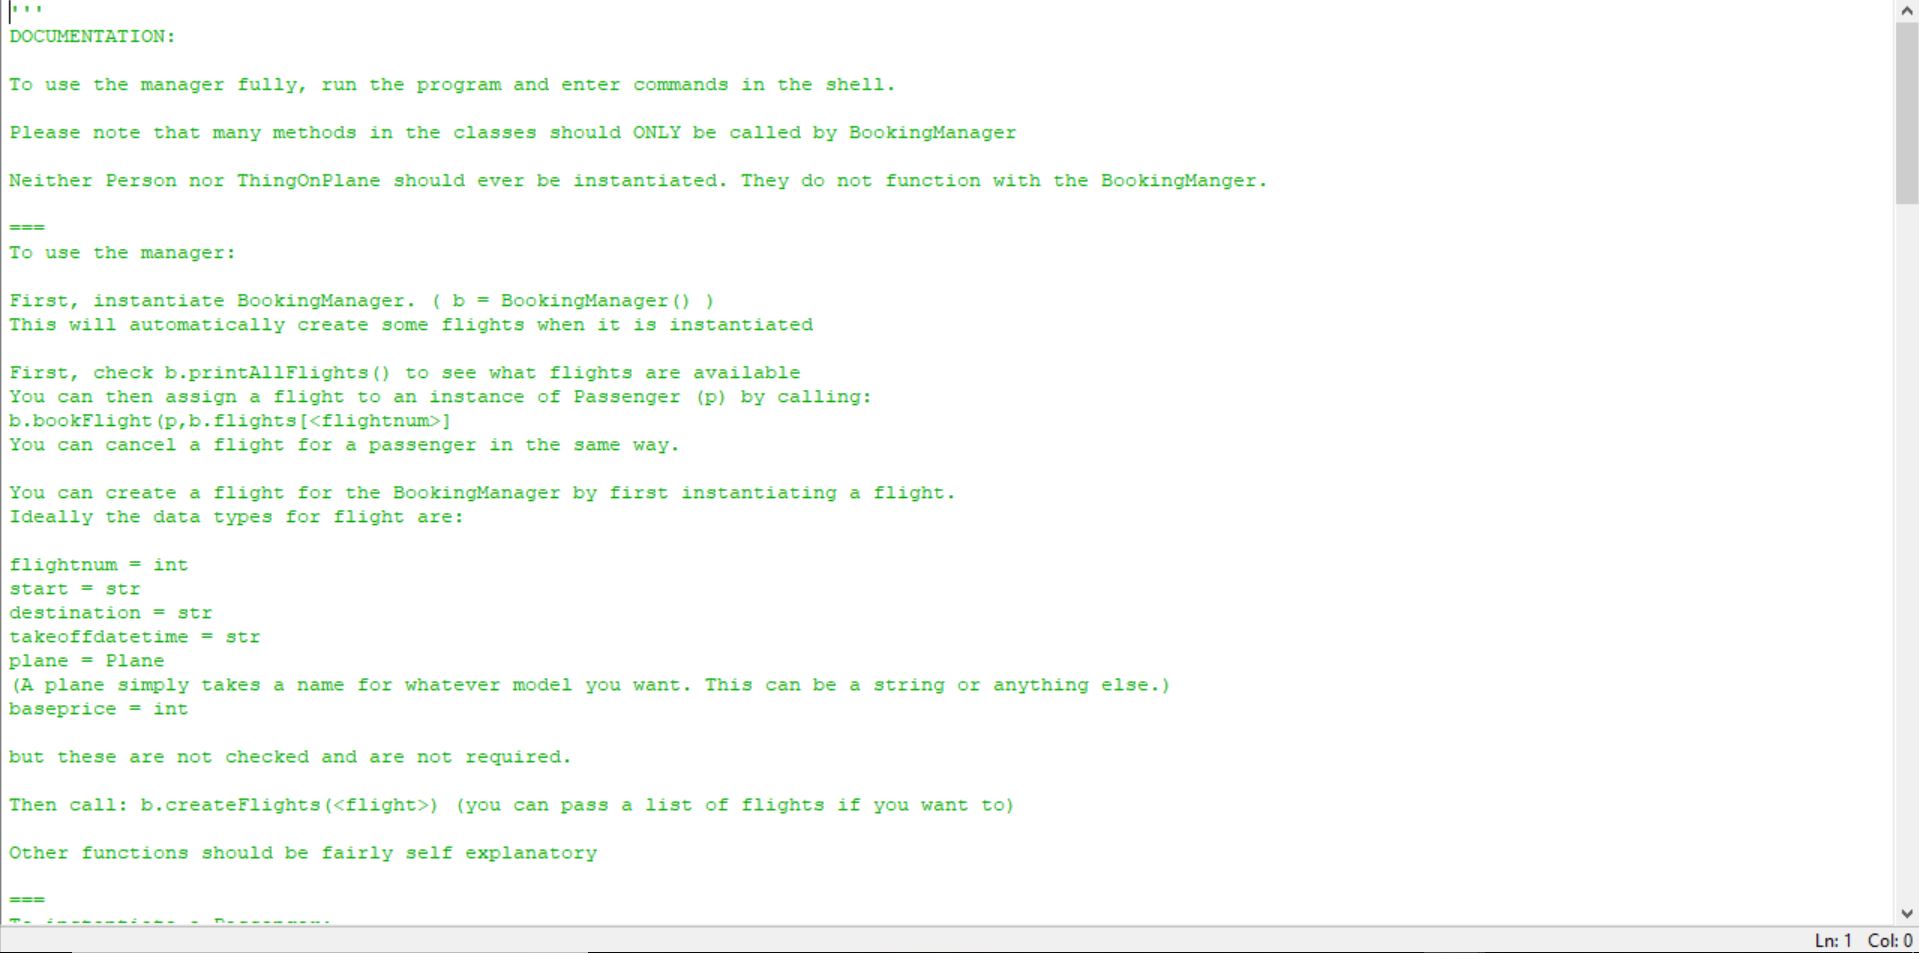 '''
DOCUMENTATION:
To use the manager fully, run the program and enter commands in the shell.
Please note that many methods in the classes should ONLY be called by BookingManager
Neither Person nor ThingOnPlane should ever be instantiated. They do not function with the BookingManger.
===
To use the manager:
First, instantiate BookingManager. ( b = BookingManager() )
This will automatically create some flights when it is instantiated
First, check b.printAllFlights() to see what flights are available
You can then assign a flight to an instance of Passenger (p) by calling:
b.bookFlight(p,b.flights[<flightnum>]
You can cancel a flight for a passenger in the same way.
You can create a flight for the BookingManager by first instantiating a flight.
Ideally the data types for flight are:
flightnum = int
start = str
destination = str
takeoffdatetime = str
plane = Plane
(A plane simply takes a name for whatever model you want. This can be a string or anything else.)
baseprice = int
but these are not checked and are not required.
Then call: b.createFlights(<flight>) (you can pass a list of flights if you want to)
Other functions should be fairly self explanatory
===
To instantiate a Passenger:
Ln: 1 Col: 0